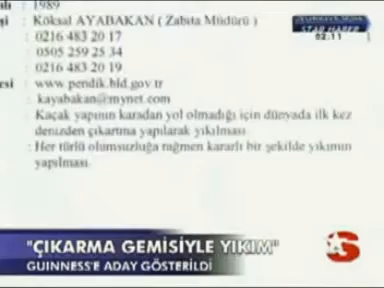 : 1989
: Köksal AYABAKAN ( Zabıta Müdürü )
: 0216 483 20 17
: 0505 259 25 34
: 0216 483 20 19
: www.pendik.bld.gov.tr
: kayabakan@mynet.com
: Kaçak yapının karadan yol olmadığı için dünyada ilk kez
denizden çıkartma yapılarak yıkılması
: Her türlü olumsuzluğa rağmen kararlı bir şekilde yıkımın
yapılması.
STAR HABER
02.11
"ÇIKARMA GEMİSİYLE YIKIM"
GUINNESS'E ADAY GÖSTERİLDİ
S